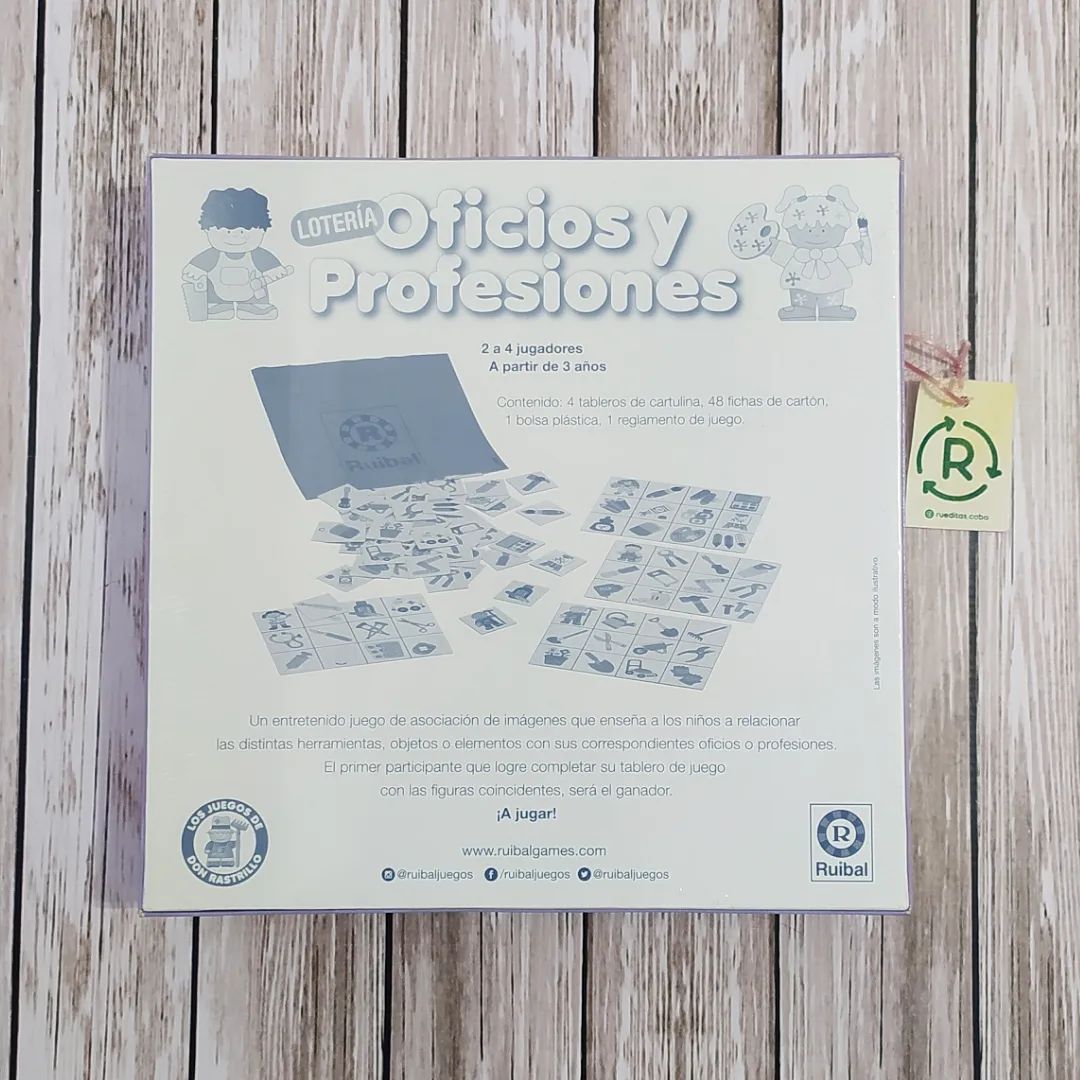 LOTERÍA
Oficios y
Profesiones
2 a 4 jugadores
A partir de 3 años
Contenido: 4 tableros de cartulina, 48 fichas de cartón,
1 bolsa plástica, 1 reglamento de juego.
R
Ruibal
R
rueditas.caba
Las imágenes son a modo ilustrativo
Un entretenido juego de asociación de imágenes que enseña a los niños a relacionar
las distintas herramientas, objetos o elementos con sus correspondientes oficios o profesiones.
El primer participante que logre completar su tablero de juego
con las figuras coincidentes, será el ganador.
¡A jugar!
www.ruibalgames.com
@ruibaljuegos f/ruibaljuegos @ruibaljuegos
LOS JUEGOS DE
DON RASTRILLO
R
Ruibal